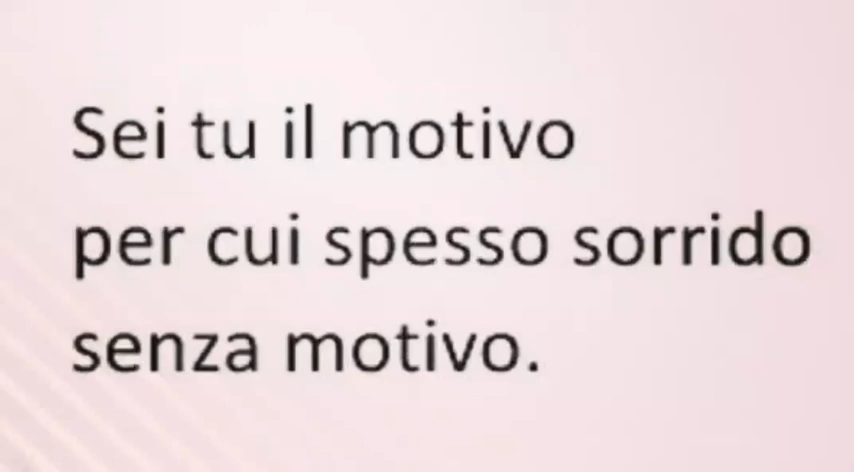 Sei tu il motivo
per cui spesso sorrido
senza motivo.